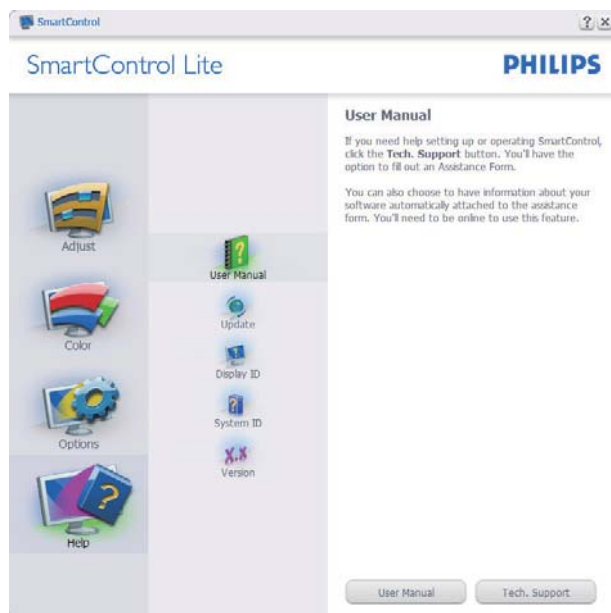 SmartControl
? x
SmartControl Lite
PHILIPS
Adjust
Color
Options
Help
User Manual
Update
Display ID
System ID
X.X
Version
User Manual
If you need help setting up or operating SmartControl,
click the Tech. Support button. You'll have the
option to fill out an Assistance Form.
You can also choose to have information about your
software automatically attached to the assistance
form. You'll need to be online to use this feature.
User Manual
Tech. Support